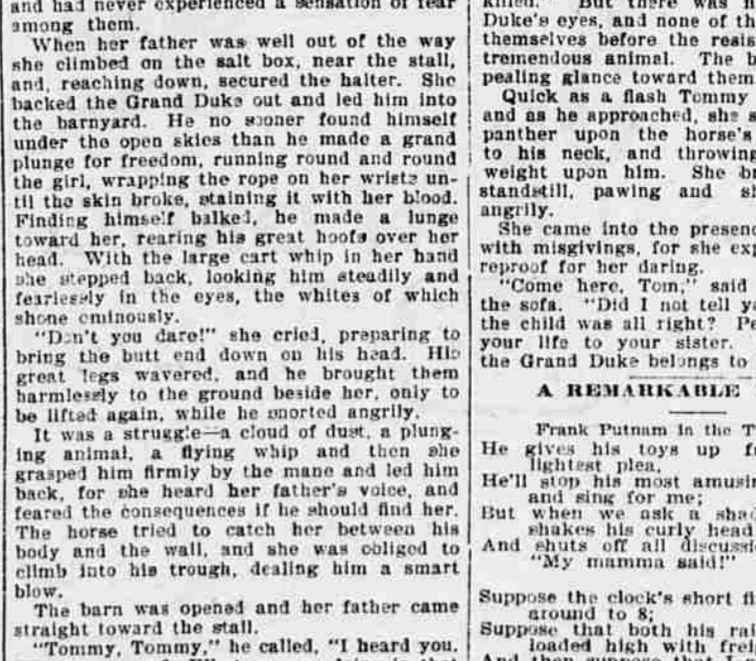 and had never experienced a sensation of fear
among them.
When her father was well out of the way
she climbed on the salt box, near the stall,
and, reaching down, secured the halter. She
backed the Grand Duke out and led him into
the barnyard. He no sooner found himself
under the open skies than he made a grand
plunge for freedom, running round and round
the girl, wrapping the rope on her wrists un-
til the skin broke, staining it with her blood.
Finding himself balked, he made a lunge
toward her, rearing his great hoofs over her
head. With the large cart whip in her hand
she stepped back, looking him steadily and
fearlessly in the eyes, the whites of which
shone ominously.
"Don't you dare!" she cried, preparing to
bring the butt end down on his head. His
great legs wavered, and he brought them
harmlessly to the ground beside her, only to
be lifted again, while he snorted angrily.
It was a struggle—a cloud of dust, a plung-
ing animal, a flying whip and then she
grasped him firmly by the mane and led him
back, for she heard her father's voice, and
feared the consequences if he should find her.
The horse tried to catch her between his
body and the wall, and she was obliged to
climb into his trough, dealing him a smart
blow.
The barn was opened and her father came
straight toward the stall.
"Tommy, Tommy," he called, "I heard you.
killed. But there was
Duke's eyes, and none of
themselves before the
tremendous animal. The
pealing glance toward them
Quick as a flash Tommy
and as he approached, she
panther upon the horse's
to his neck, and throwing
weight upon him. She
standstill, pawing and
angrily.
She came into the
with misgivings, for she
reproof for her daring.
"Come here, Tom," said
the sofa. "Did I not tell
the child was all right?
your life to your sister.
the Grand Duke belongs to
A REMARKABLE
Frank Putnam in the
He gives his toys up
lightest plea,
He'll stop his most
and sing for me;
But when we ask a
shakes his curly head
And shuts off all
"My mamma said!"
Suppose the clock's short
around to 8;
Suppose that both his
loaded high with